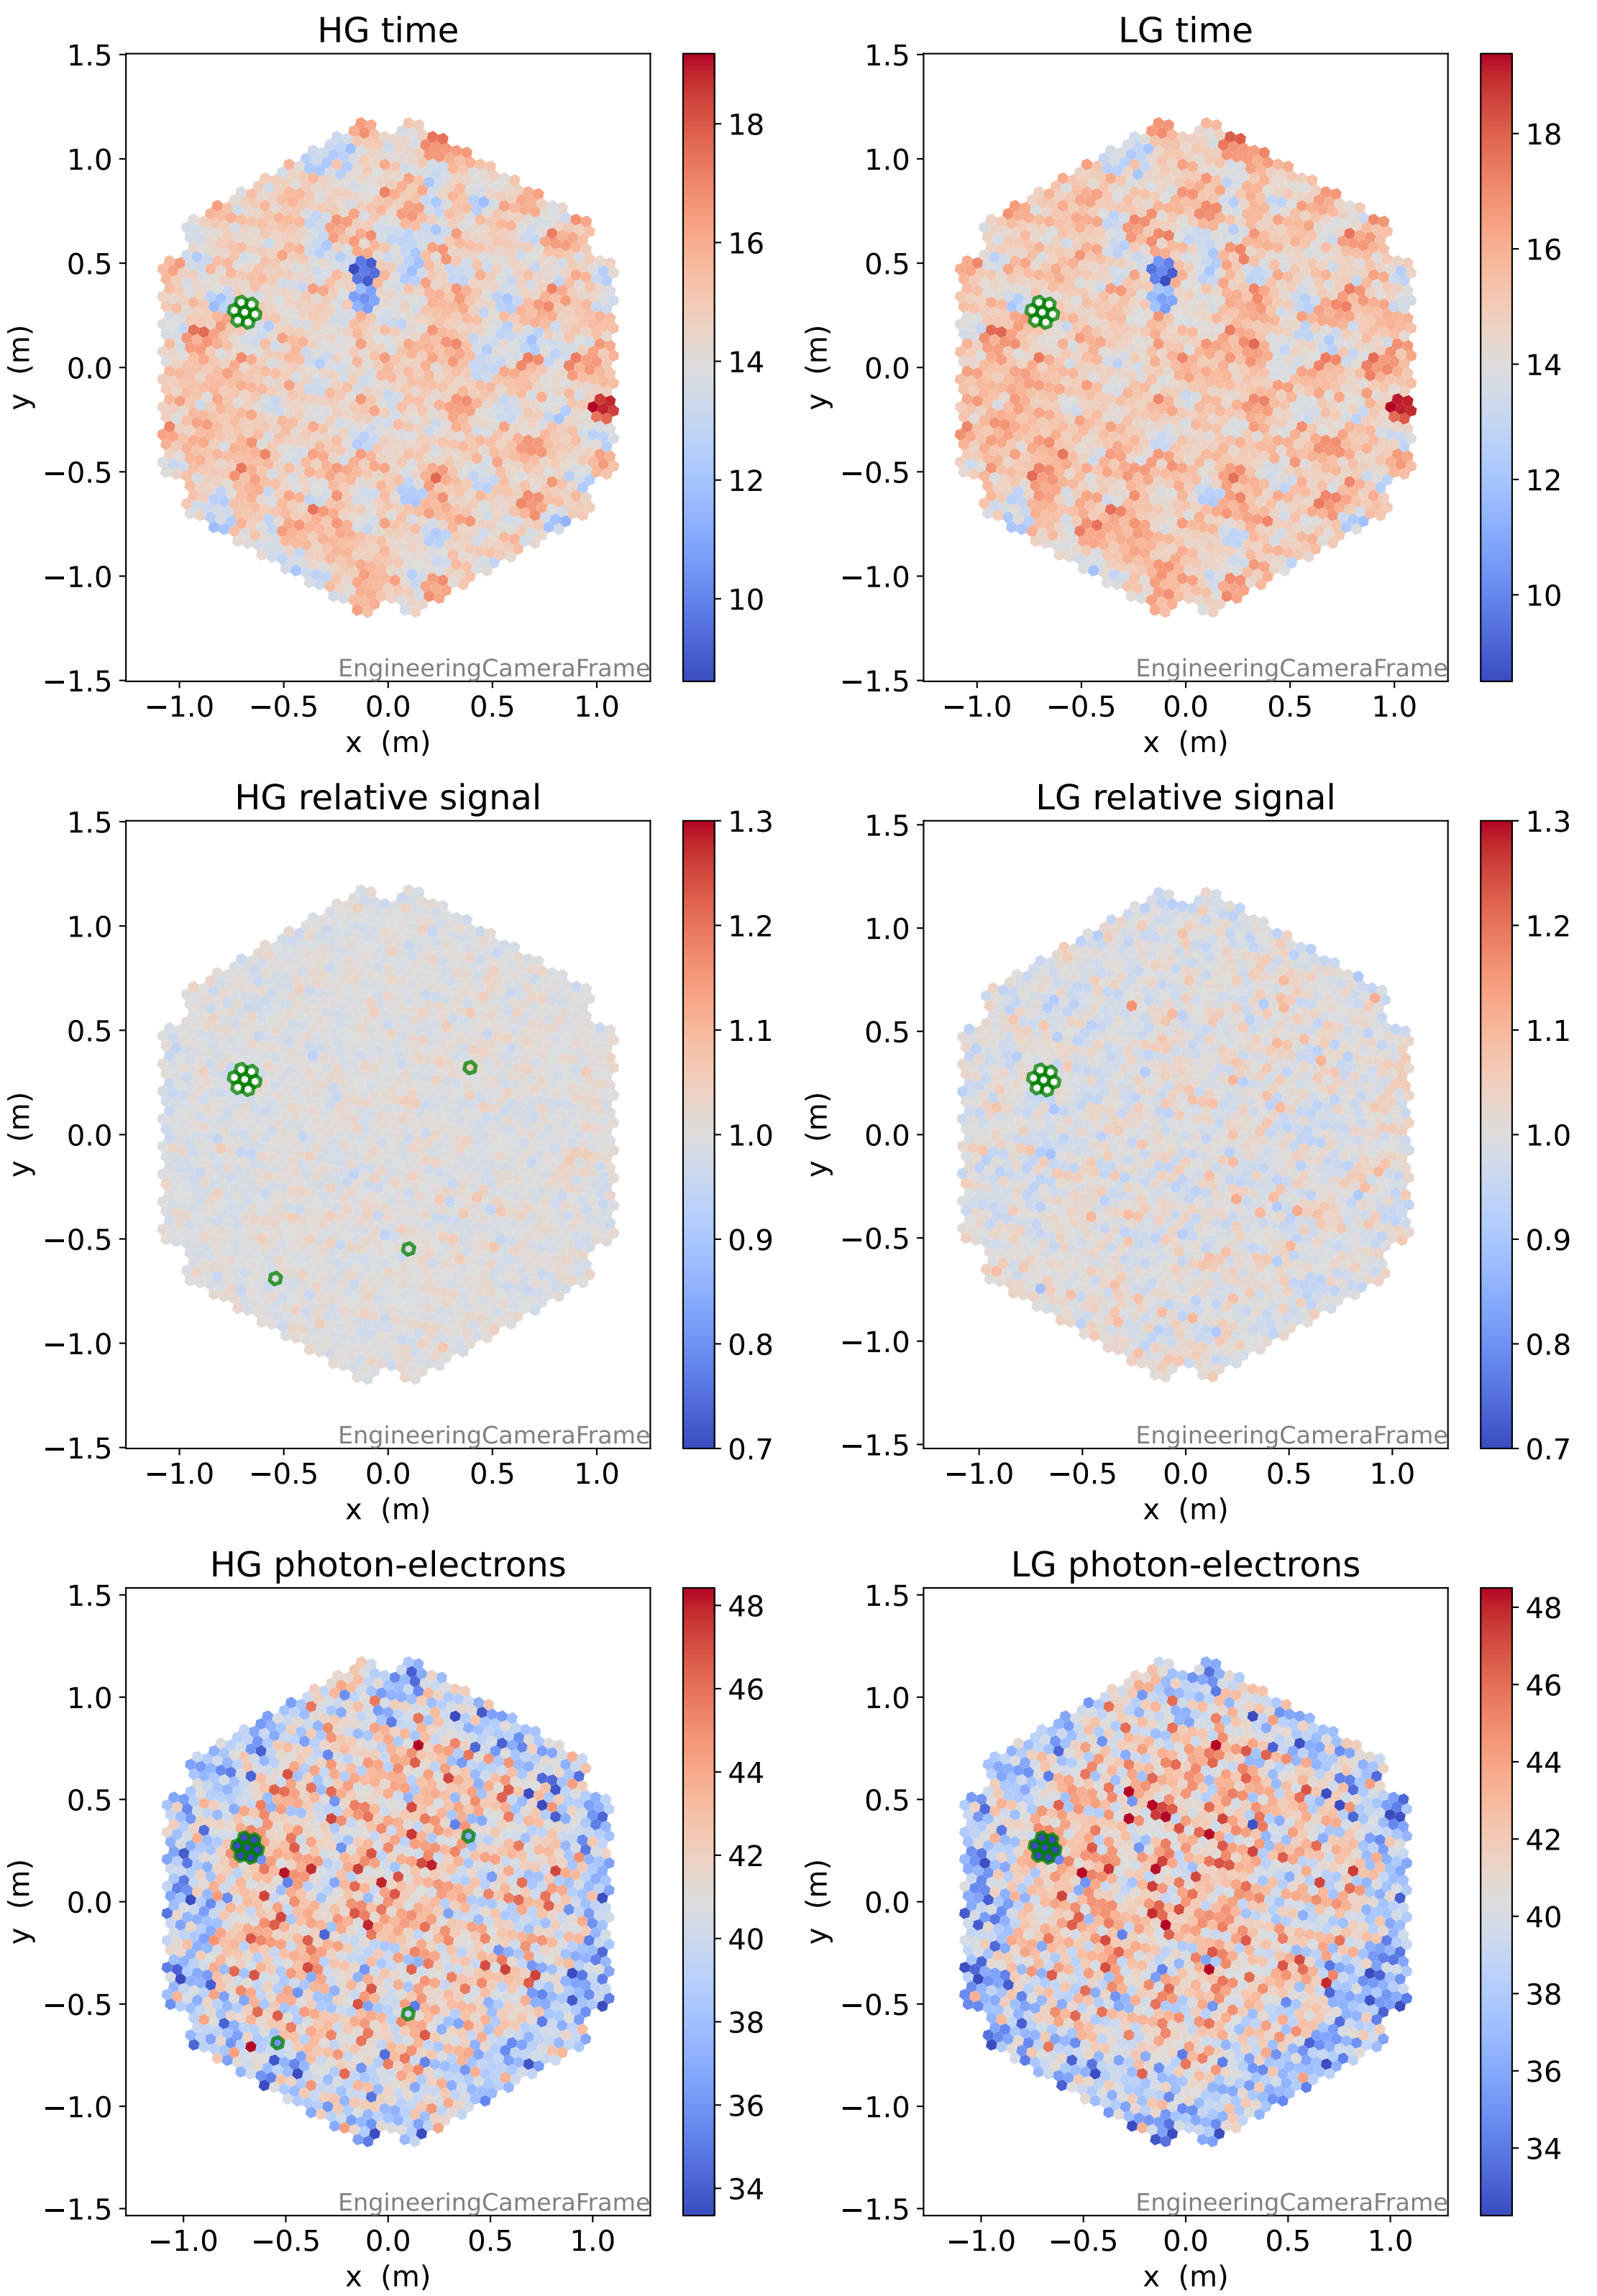 HG time
1.5
1.0
0.5
0.0
−0.5
−1.0
−1.5
y (m)
−1.0 −0.5 0.0 0.5 1.0
x (m)
EngineeringCameraFrame
18
16
14
12
10
LG time
1.5
1.0
0.5
0.0
−0.5
−1.0
−1.5
y (m)
−1.0 −0.5 0.0 0.5 1.0
x (m)
EngineeringCameraFrame
18
16
14
12
10
HG relative signal
1.5
1.0
0.5
0.0
−0.5
−1.0
−1.5
y (m)
−1.0 −0.5 0.0 0.5 1.0
x (m)
EngineeringCameraFrame
1.3
1.2
1.1
1.0
0.9
0.8
0.7
LG relative signal
1.5
1.0
0.5
0.0
−0.5
−1.0
−1.5
y (m)
−1.0 −0.5 0.0 0.5 1.0
x (m)
EngineeringCameraFrame
1.3
1.2
1.1
1.0
0.9
0.8
0.7
HG photon-electrons
1.5
1.0
0.5
0.0
−0.5
−1.0
−1.5
y (m)
−1.0 −0.5 0.0 0.5 1.0
x (m)
EngineeringCameraFrame
48
46
44
42
40
38
36
34
LG photon-electrons
1.5
1.0
0.5
0.0
−0.5
−1.0
−1.5
y (m)
−1.0 −0.5 0.0 0.5 1.0
x (m)
EngineeringCameraFrame
48
46
44
42
40
38
36
34